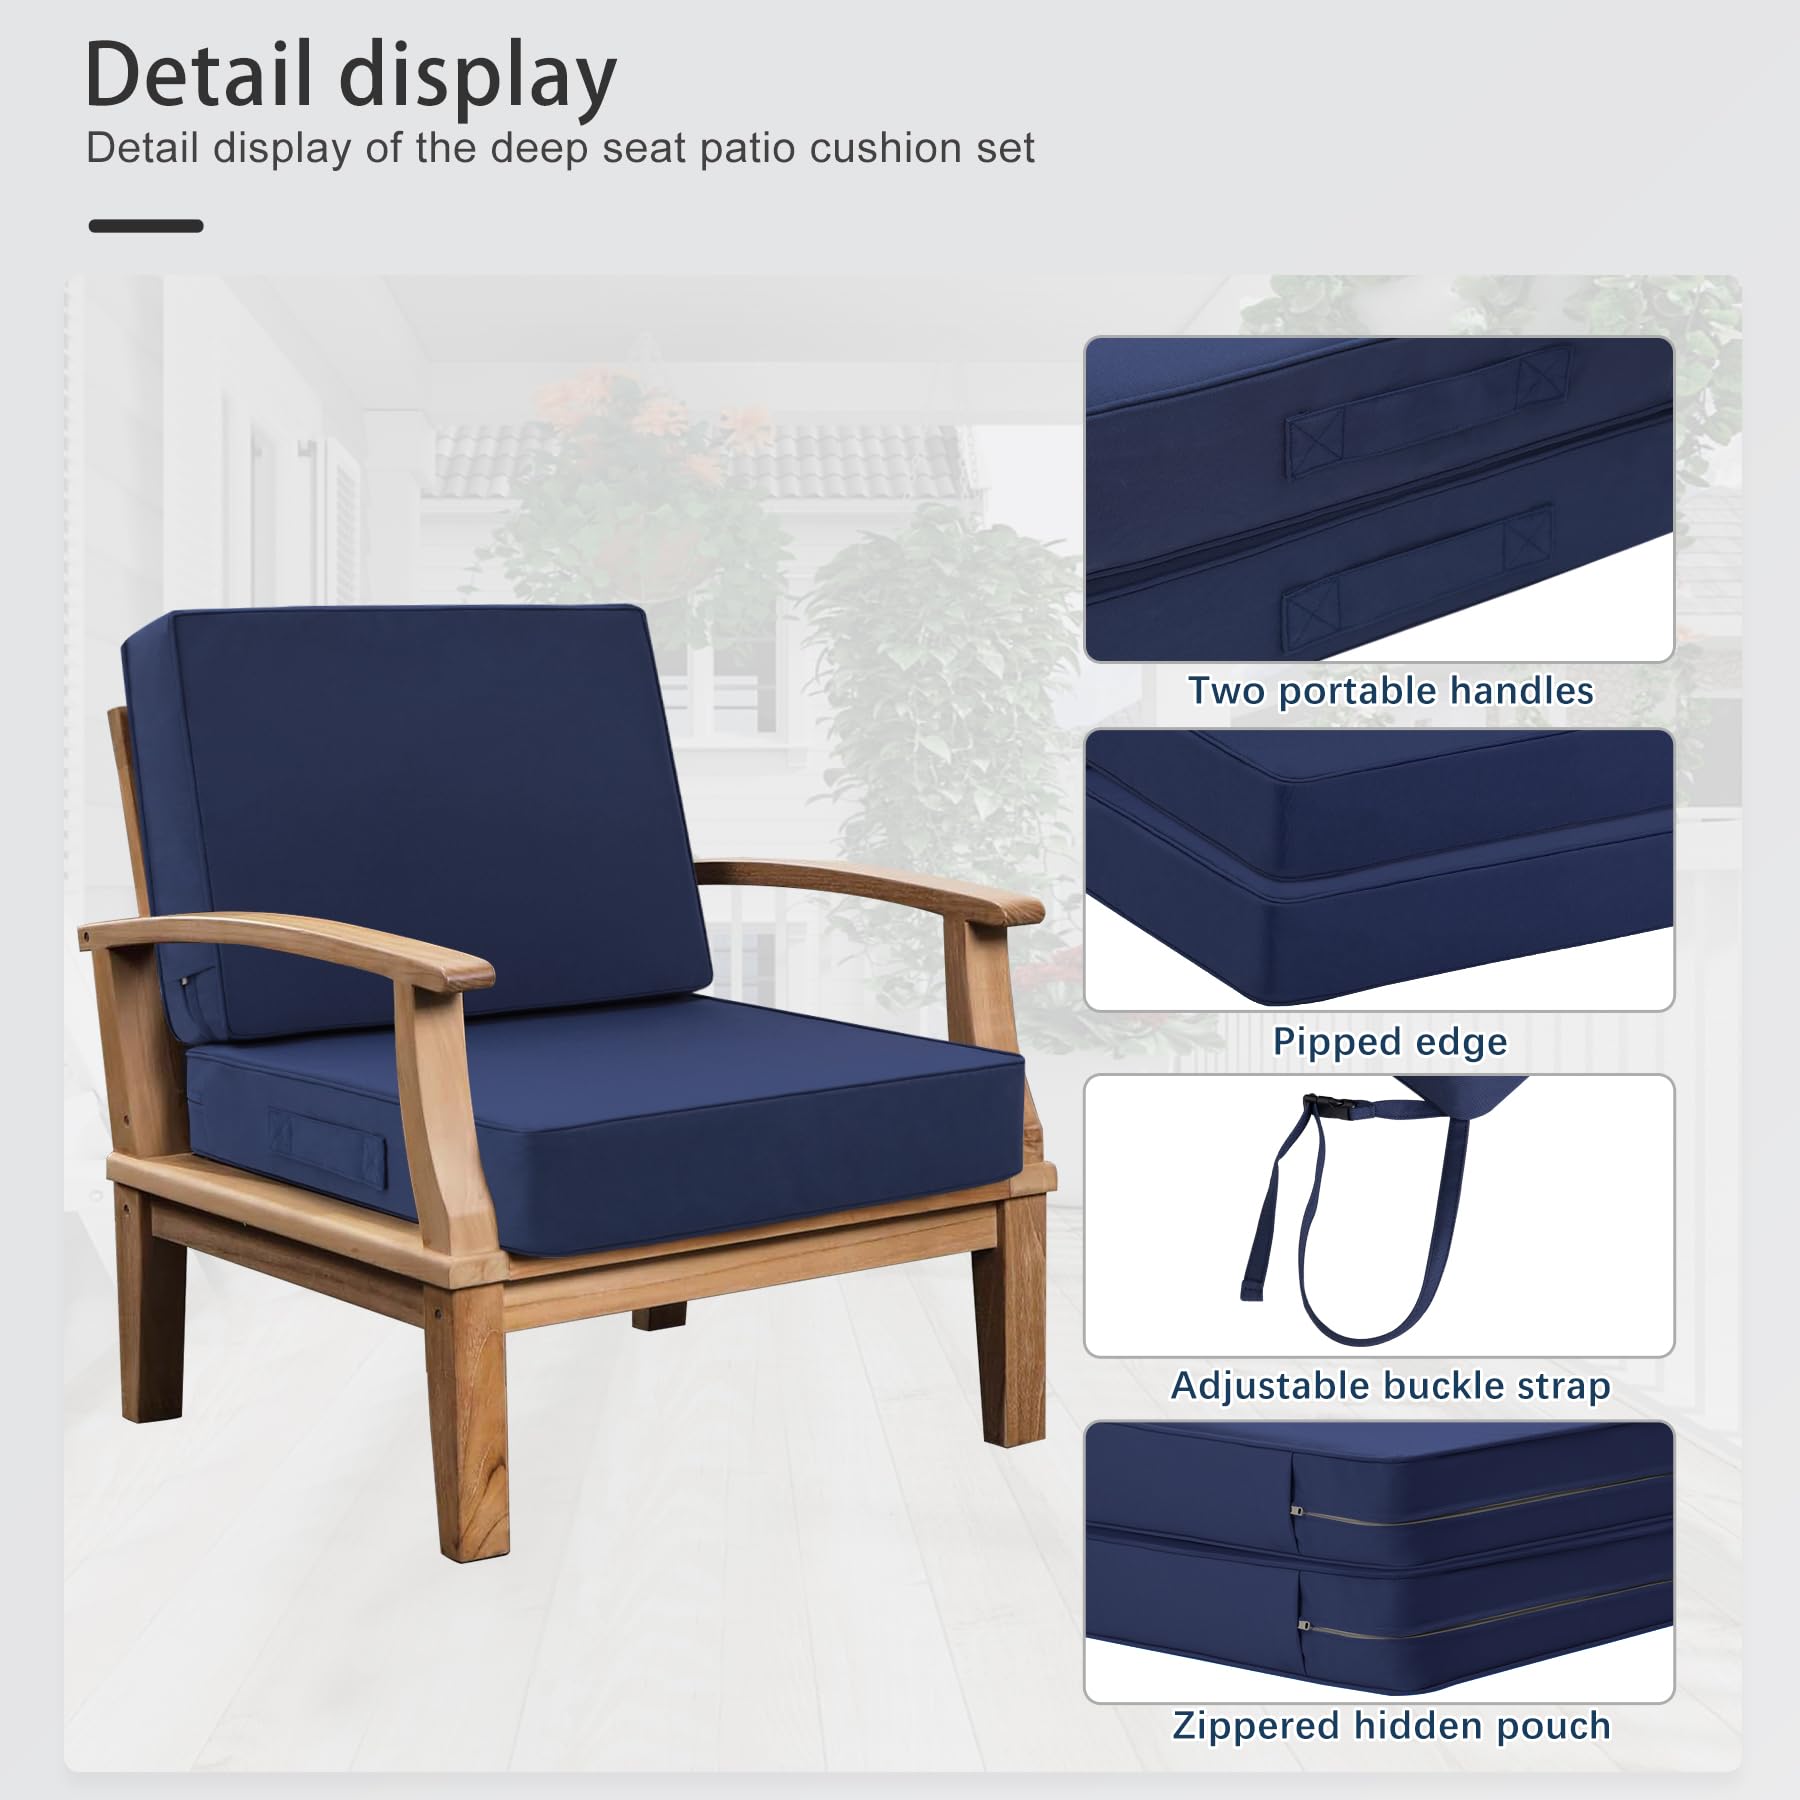 Detail display
Detail display of the deep seat patio cushion set
Two portable handles
Pipped edge
Adjustable buckle strap
Zippered hidden pouch